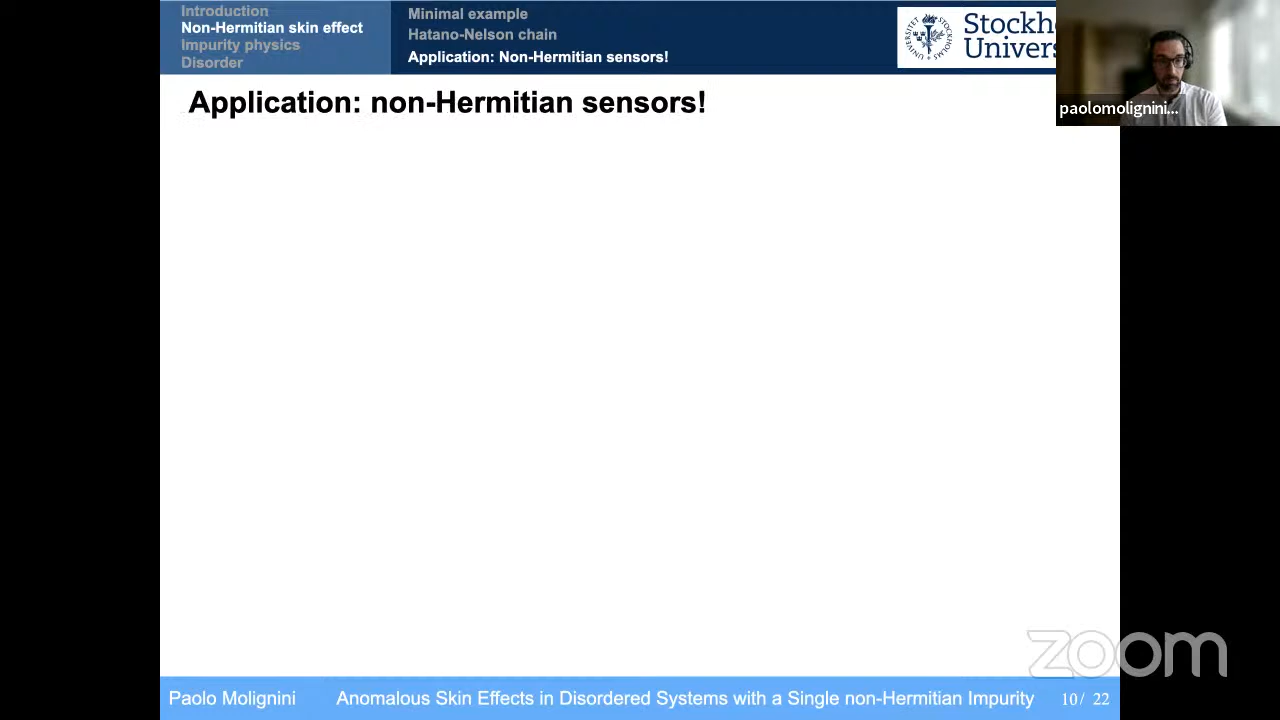 Introduction
Non-Hermitian skin effect
Impurity physics
Disorder
Minimal example
Hatano-Nelson chain
Application: Non-Hermitian sensors!
Stockho
Univers
paolomolignini...
Application: non-Hermitian sensors!
zoom
Paolo Molignini
Anomalous Skin Effects in Disordered Systems with a Single non-Hermitian Impurity
10 / 22